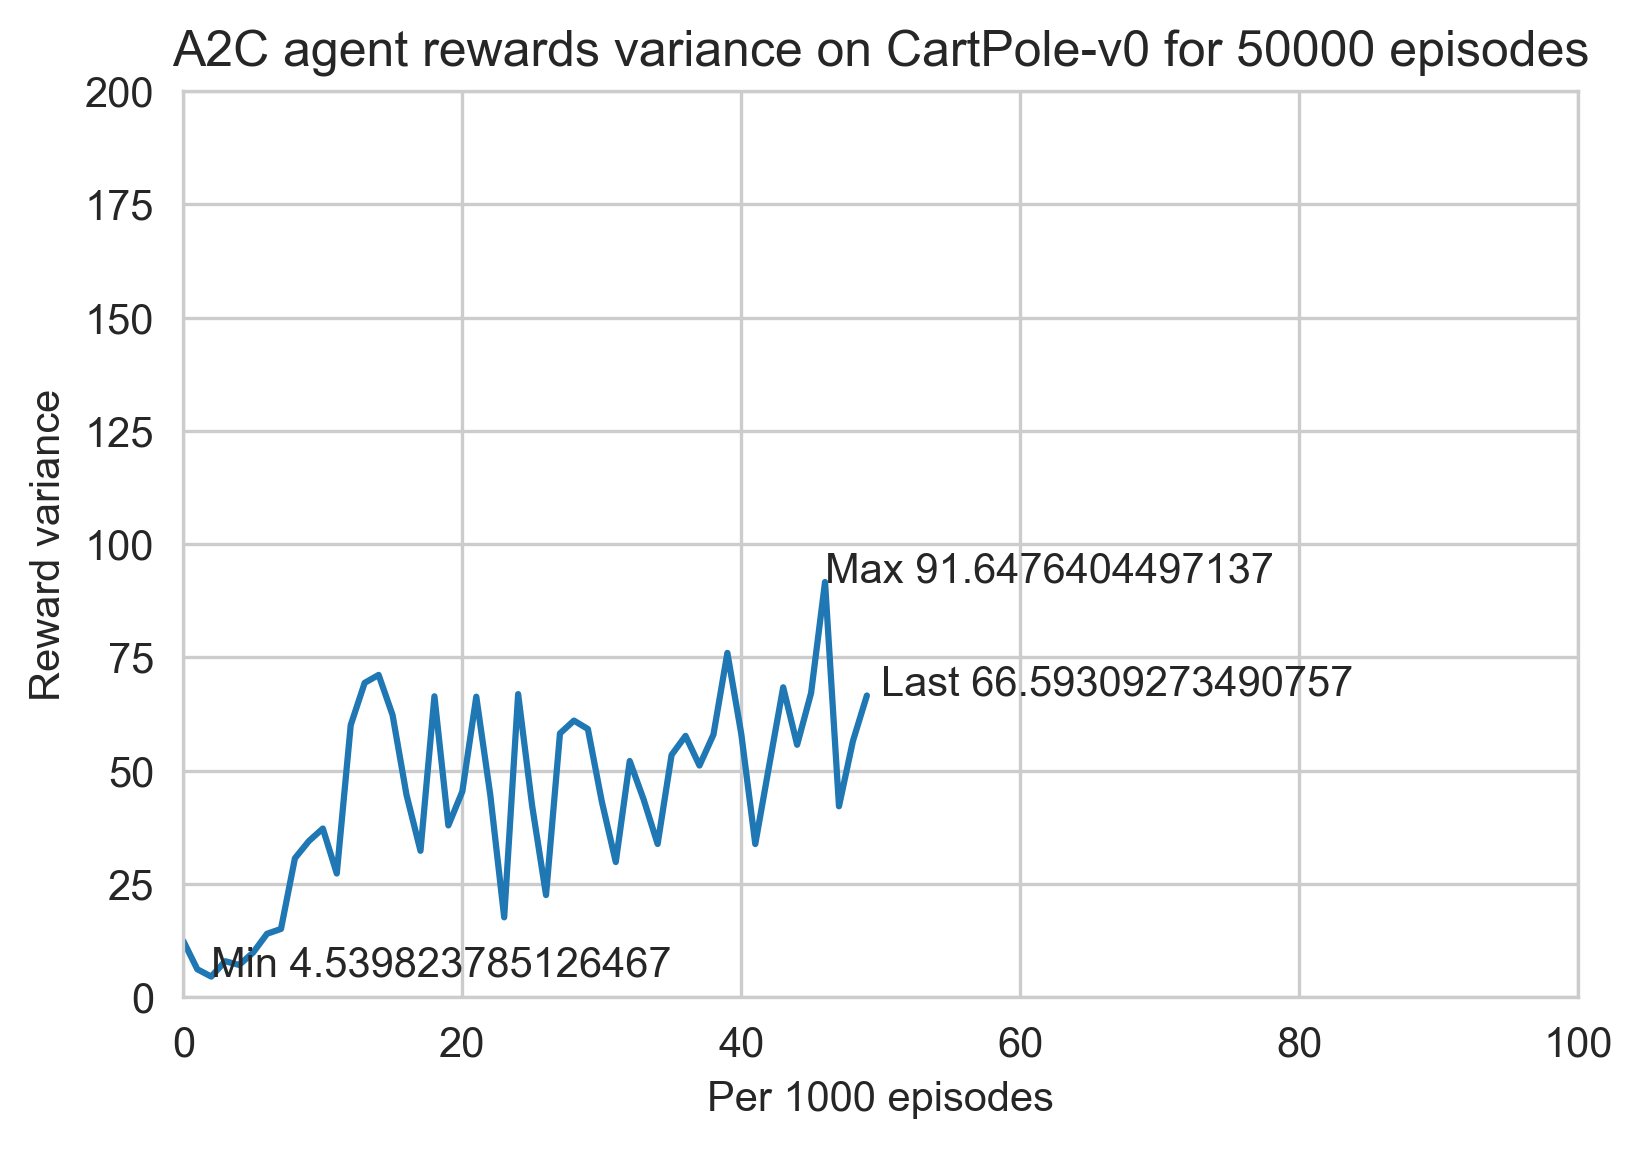 A2C agent rewards variance on CartPole-v0 for 50000 episodes
200
175
150
125
100
75
50
25
0
Reward variance
Max 91.6476404497137
Last 66.59309273490757
Min 4.539823785126467
0 20 40 60 80 100
Per 1000 episodes